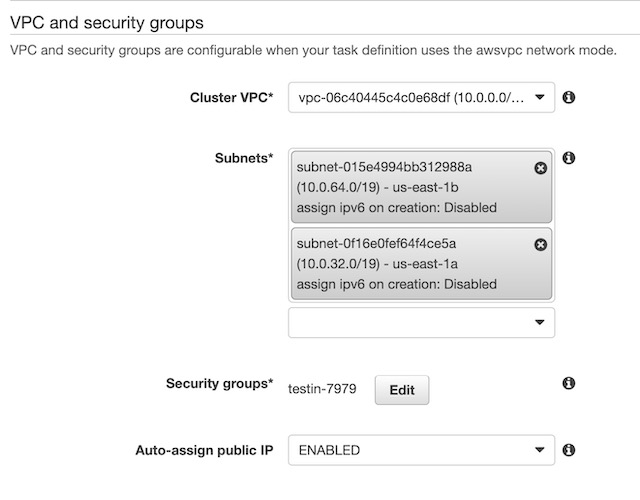 VPC and security groups
VPC and security groups are configurable when your task definition uses the awsvpc network mode.
Cluster VPC* vpc-06c40445c4c0e68df (10.0.0.0/...
Subnets*
subnet-015e4994bb312988a
(10.0.64.0/19) - us-east-1b
assign ipv6 on creation: Disabled
subnet-0f16e0fef64f4ce5a
(10.0.32.0/19) - us-east-1a
assign ipv6 on creation: Disabled
Security groups* testin-7979 Edit
Auto-assign public IP ENABLED